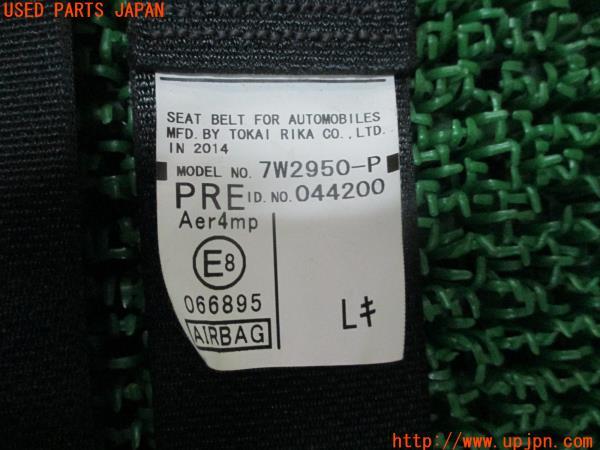 USED PARTS JAPAN
SEAT BELT FOR AUTOMOBILES
MFD. BY TOKAI RIKA CO., LTD.
IN 2014
MODEL NO. 7W2950-P
PRE ID. NO. 044200
Aer4mp
E8
066895
AIRBAG
Lキ
http://www.upjpn.com/